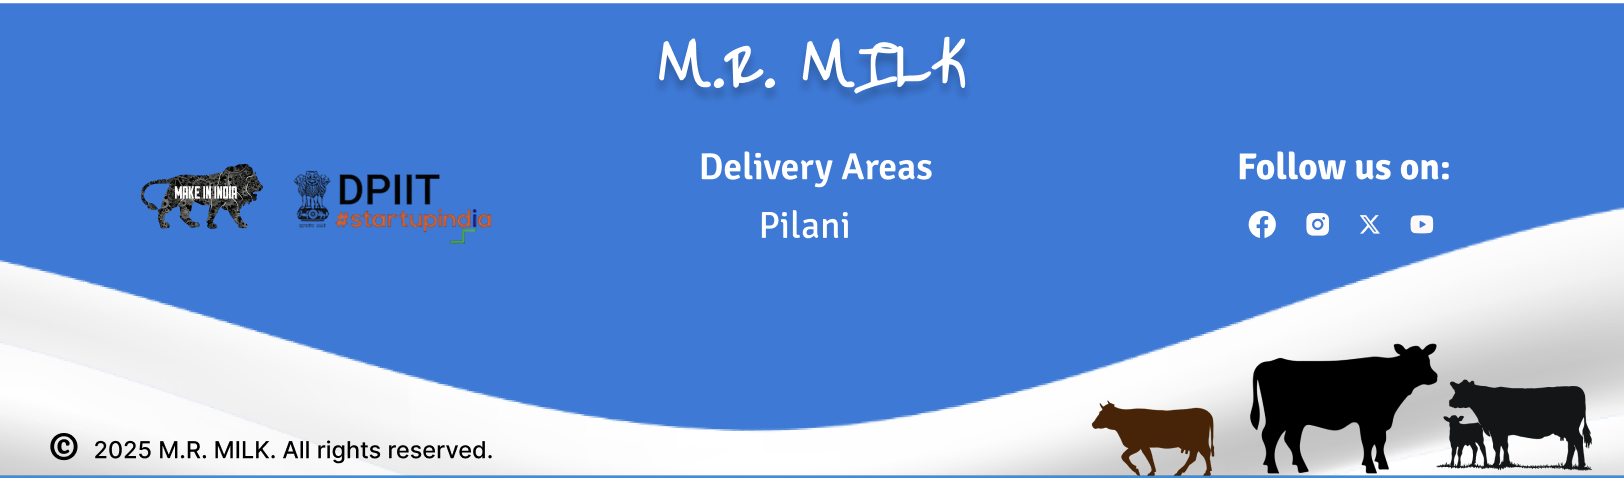 M.R. MILK
MAKE IN INDIA
DPIIT
#startupindia
Delivery Areas
Pilani
Follow us on:
© 2025 M.R. MILK. All rights reserved.